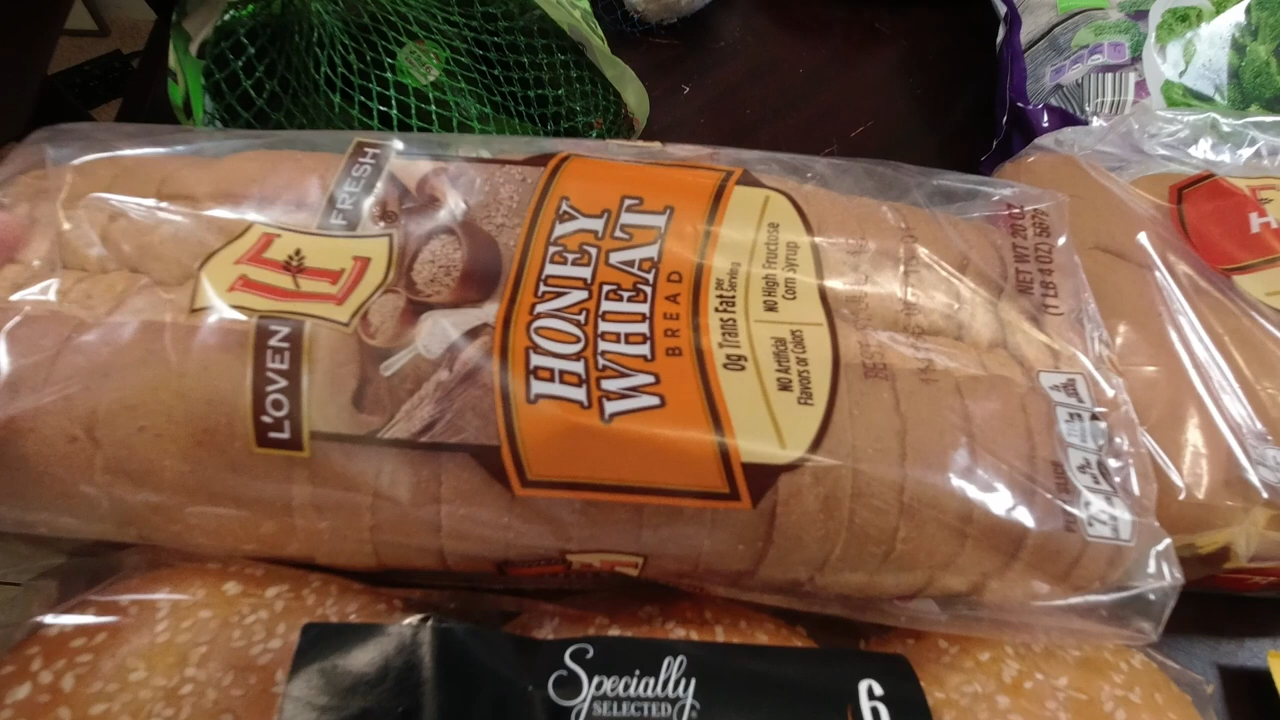 L'OVEN
FRESH
LF
HONEY
WHEAT
BREAD
0g Trans Fat per Serving
NO High Fructose
Corn Syrup
NO Artificial
Flavors or Colors
NET WT 20 OZ
(1 LB 4 OZ) 567g
Specially
SELECTED
6